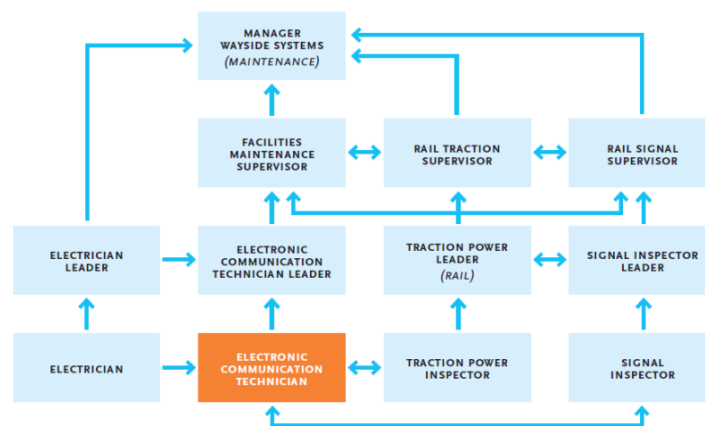 MANAGER
WAYSIDE SYSTEMS
(MAINTENANCE)
FACILITIES
MAINTENANCE
SUPERVISOR
RAIL TRACTION
SUPERVISOR
RAIL SIGNAL
SUPERVISOR
ELECTRICIAN
LEADER
ELECTRONIC
COMMUNICATION
TECHNICIAN LEADER
TRACTION POWER
LEADER
(RAIL)
SIGNAL INSPECTOR
LEADER
ELECTRICIAN
ELECTRONIC
COMMUNICATION
TECHNICIAN
TRACTION POWER
INSPECTOR
SIGNAL
INSPECTOR